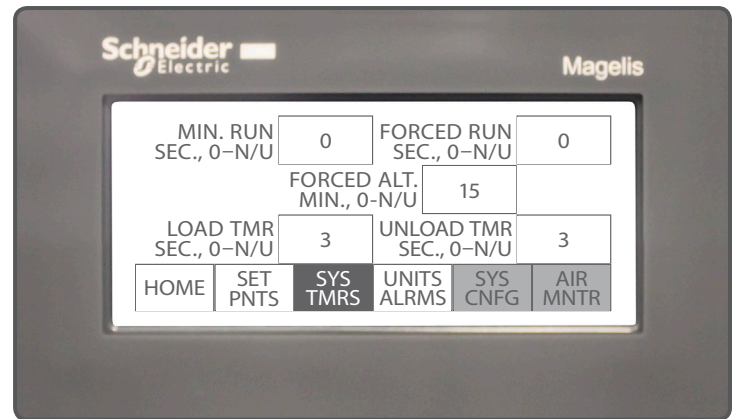 Schneider
Electric
Magelis
MIN. RUN
SEC., 0–N/U
0
FORCED RUN
SEC., 0–N/U
0
FORCED ALT.
MIN., 0-N/U
15
LOAD TMR
SEC., 0–N/U
3
UNLOAD TMR
SEC., 0–N/U
3
HOME
SET
PNTS
SYS
TMRS
UNITS
ALRMS
SYS
CNFG
AIR
MNTR